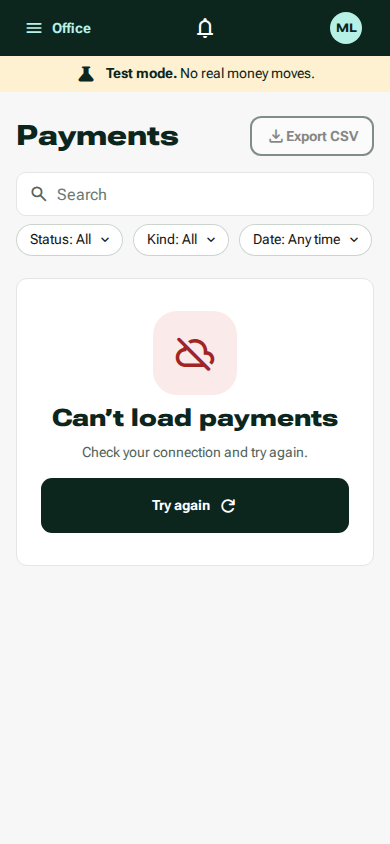 Office
ML
Test mode. No real money moves.
Payments
Export CSV
Search
Status: All
Kind: All
Date: Any time
Can’t load payments
Check your connection and try again.
Try again